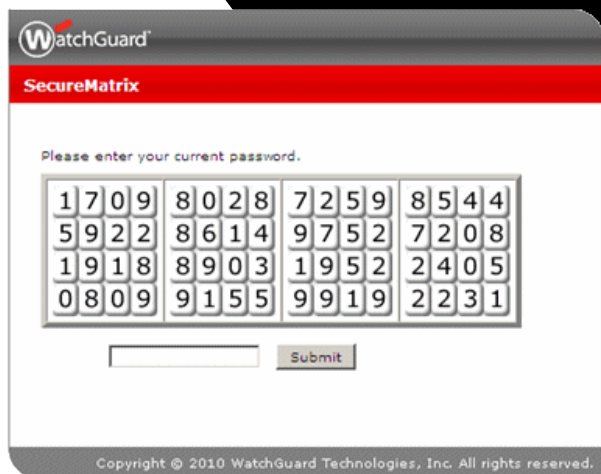 WatchGuard
SecureMatrix
Please enter your current password.
1709 8028 7259 8544
5922 8614 9752 7208
1918 8903 1952 2405
0809 9155 9919 2231
Submit
Copyright © 2010 WatchGuard Technologies, Inc. All rights reserved.